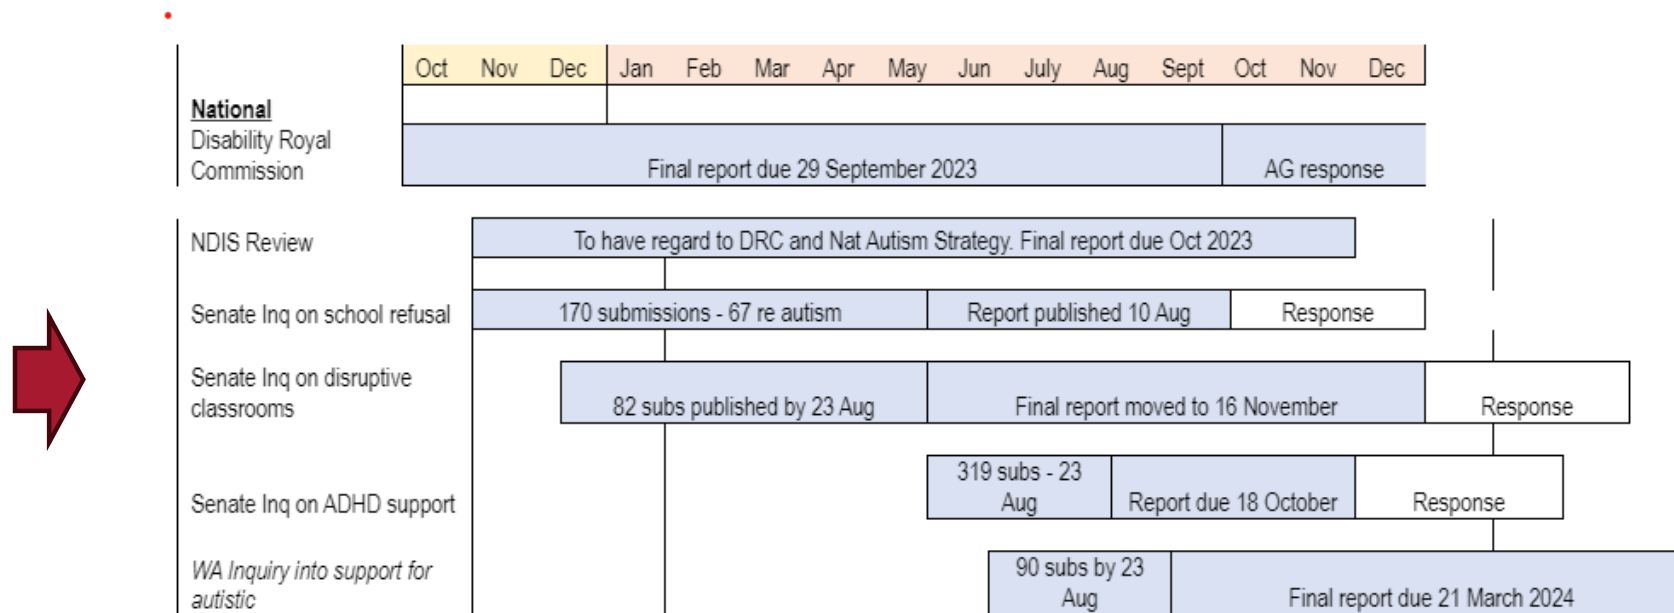 Oct Nov Dec Jan Feb Mar Apr May Jun July Aug Sept Oct Nov Dec
National
Disability Royal
Commission
Final report due 29 September 2023
AG response
NDIS Review
To have regard to DRC and Nat Autism Strategy. Final report due Oct 2023
Senate Inq on school refusal
170 submissions - 67 re autism
Report published 10 Aug
Response
Senate Inq on disruptive
classrooms
82 subs published by 23 Aug
Final report moved to 16 November
Response
Senate Inq on ADHD support
319 subs - 23
Aug
Report due 18 October
Response
WA Inquiry into support for
autistic
90 subs by 23
Aug
Final report due 21 March 2024